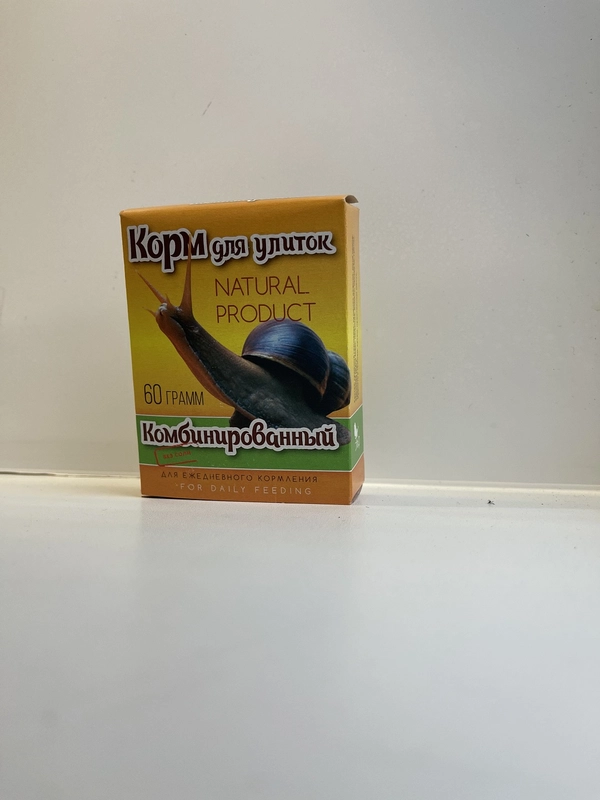 Корм для улиток
NATURAL
PRODUCT
60 ГРАММ
Комбинированный
ДЛЯ ЕЖЕДНЕВНОГО КОРМЛЕНИЯ
FOR DAILY FEEDING